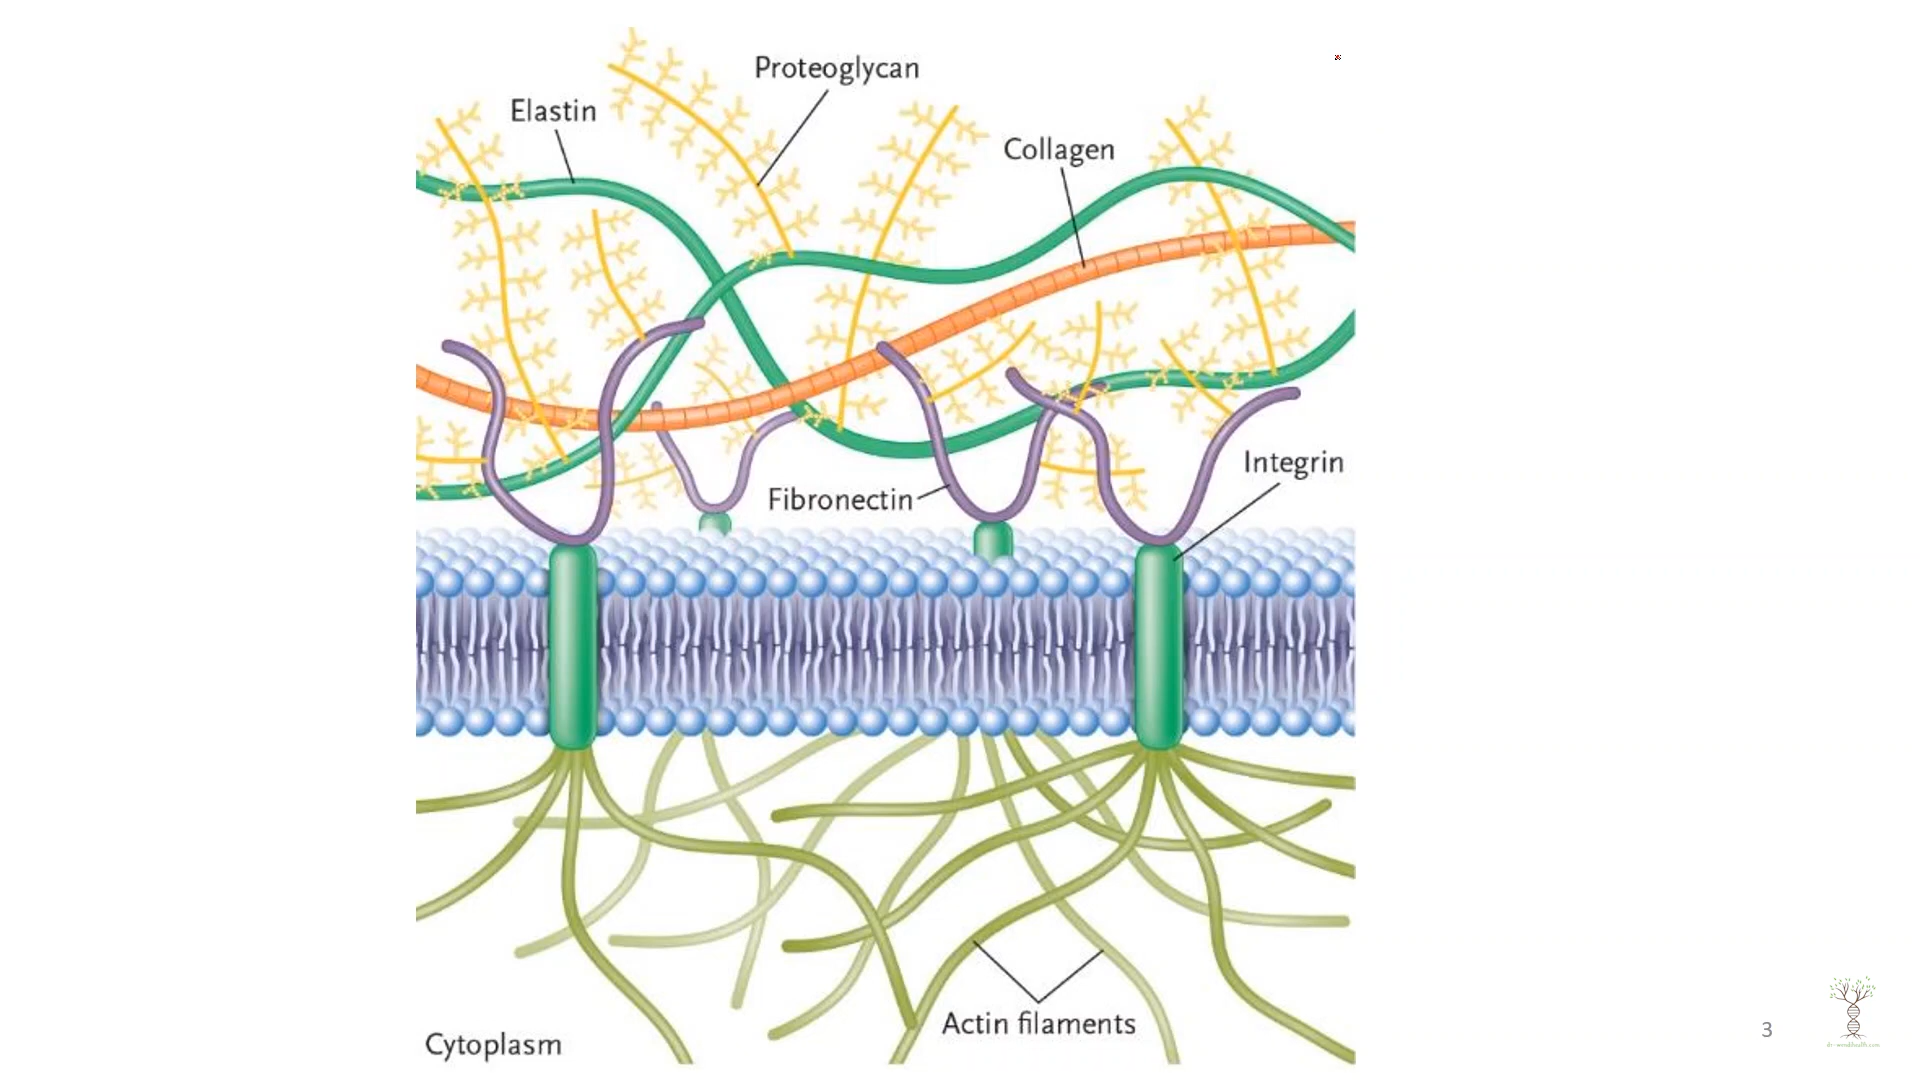 Proteoglycan
Elastin
Collagen
Integrin
Fibronectin
Actin filaments
Cytoplasm
3